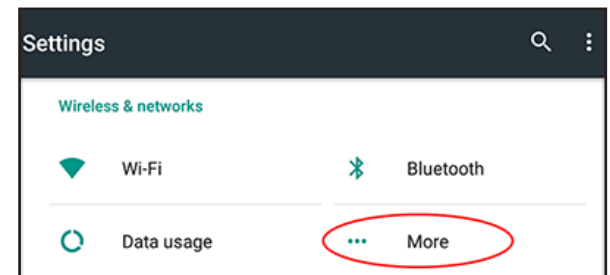 Settings
Wireless & networks
Wi-Fi Bluetooth
Data usage More